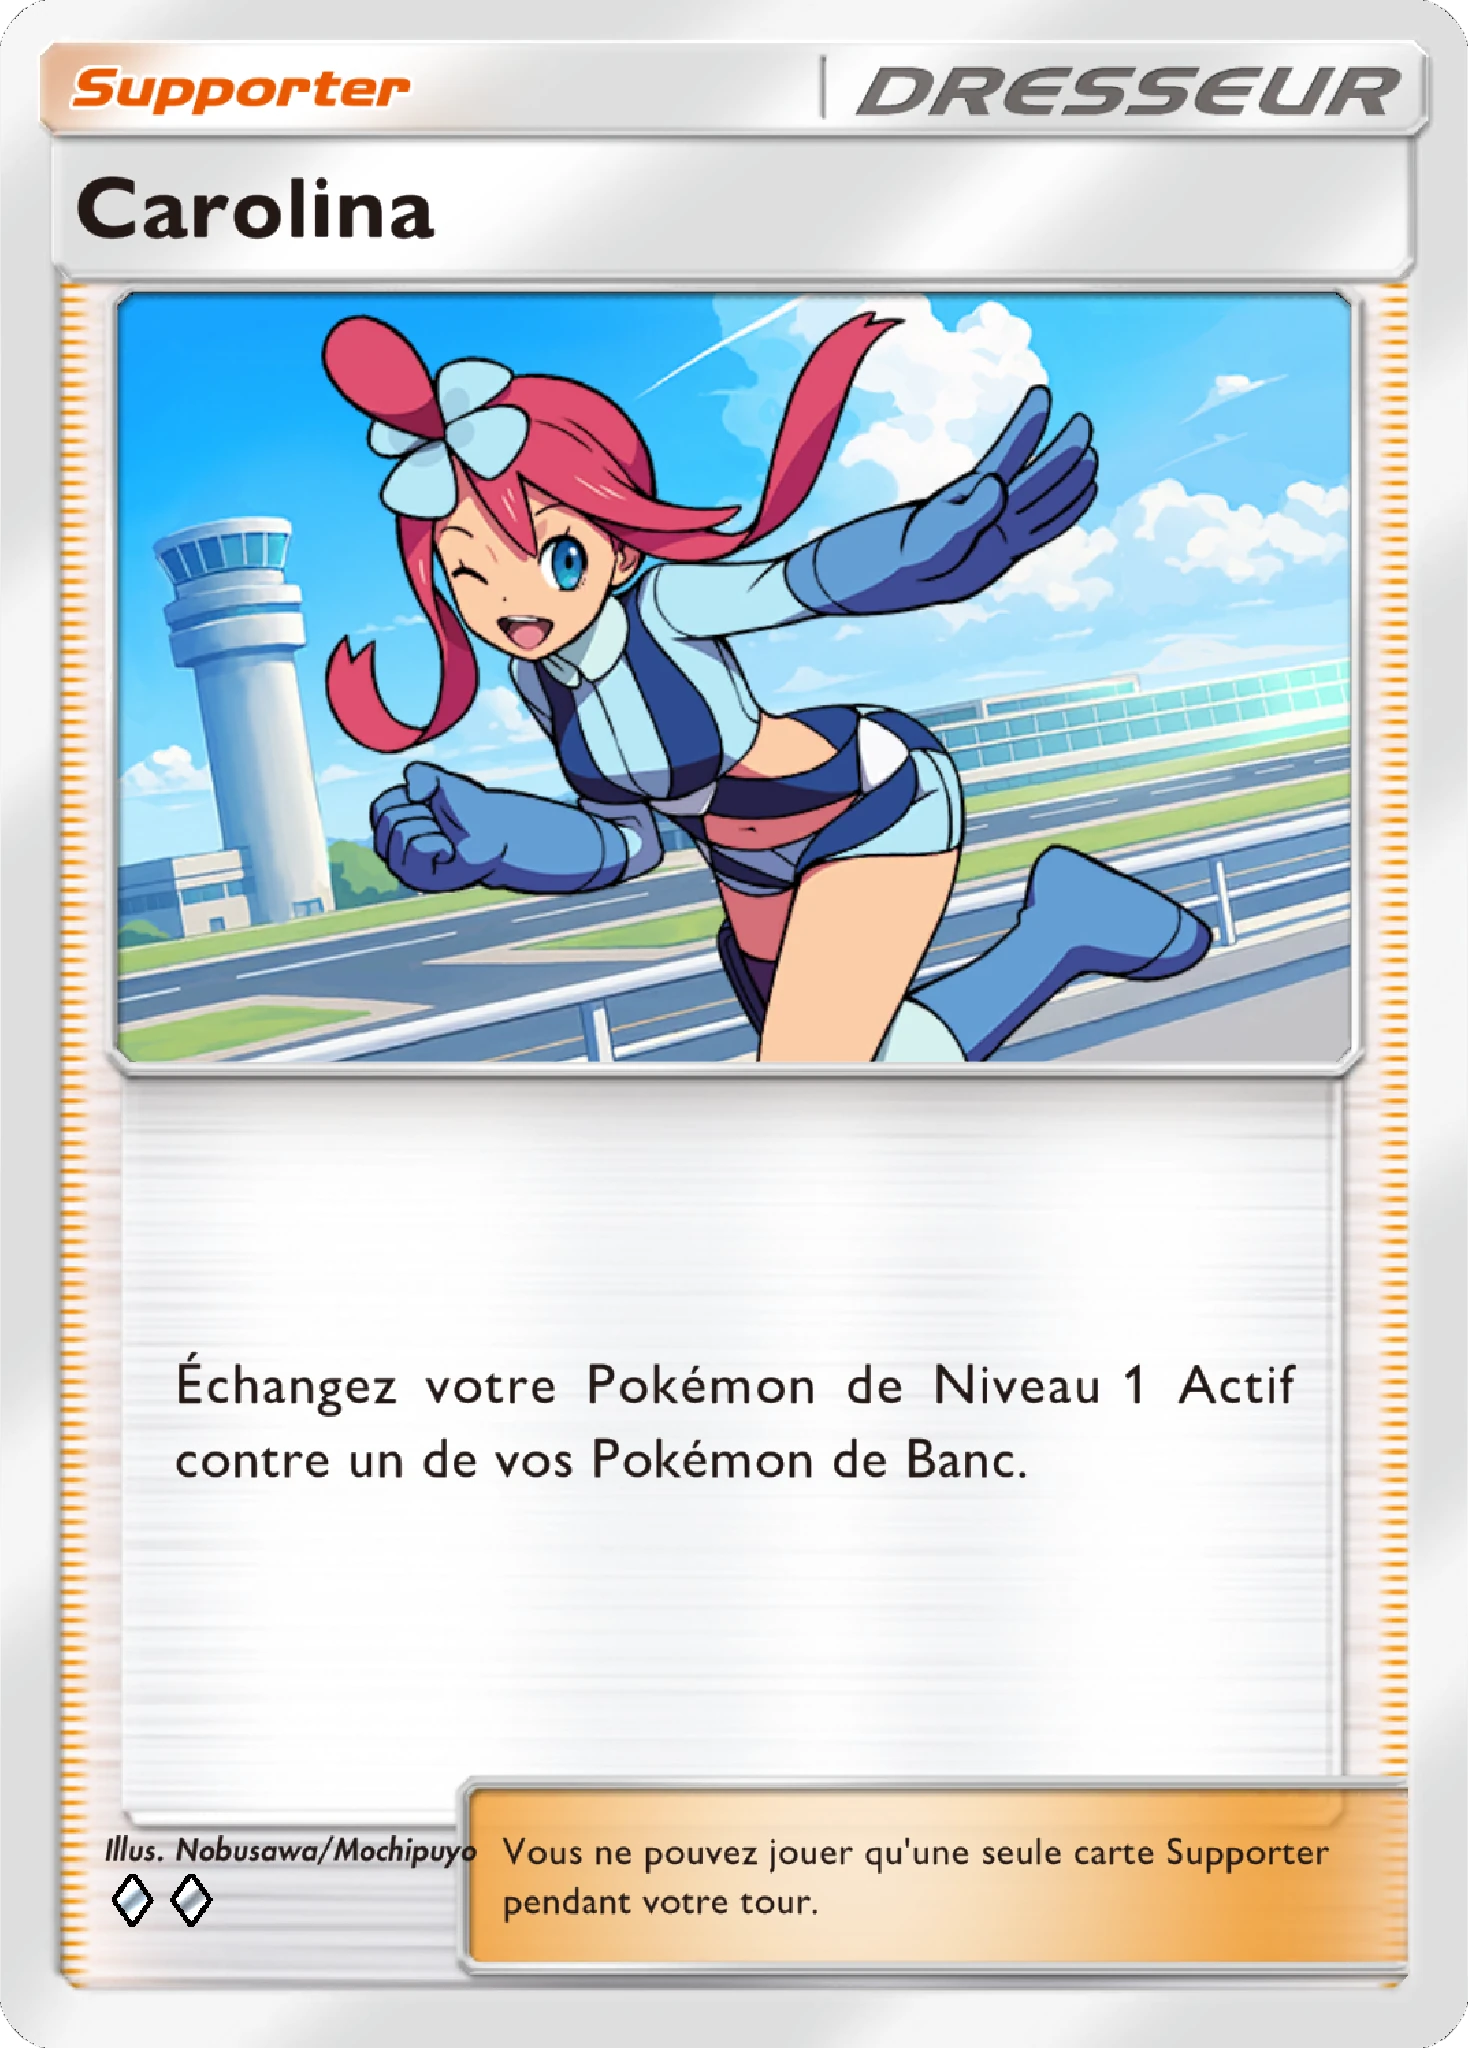 Supporter
DRESSEUR
Carolina
Échangez votre Pokémon de Niveau 1 Actif
contre un de vos Pokémon de Banc.
Illus. Nobusawa/Mochipuyo
Vous ne pouvez jouer qu'une seule carte Supporter
pendant votre tour.